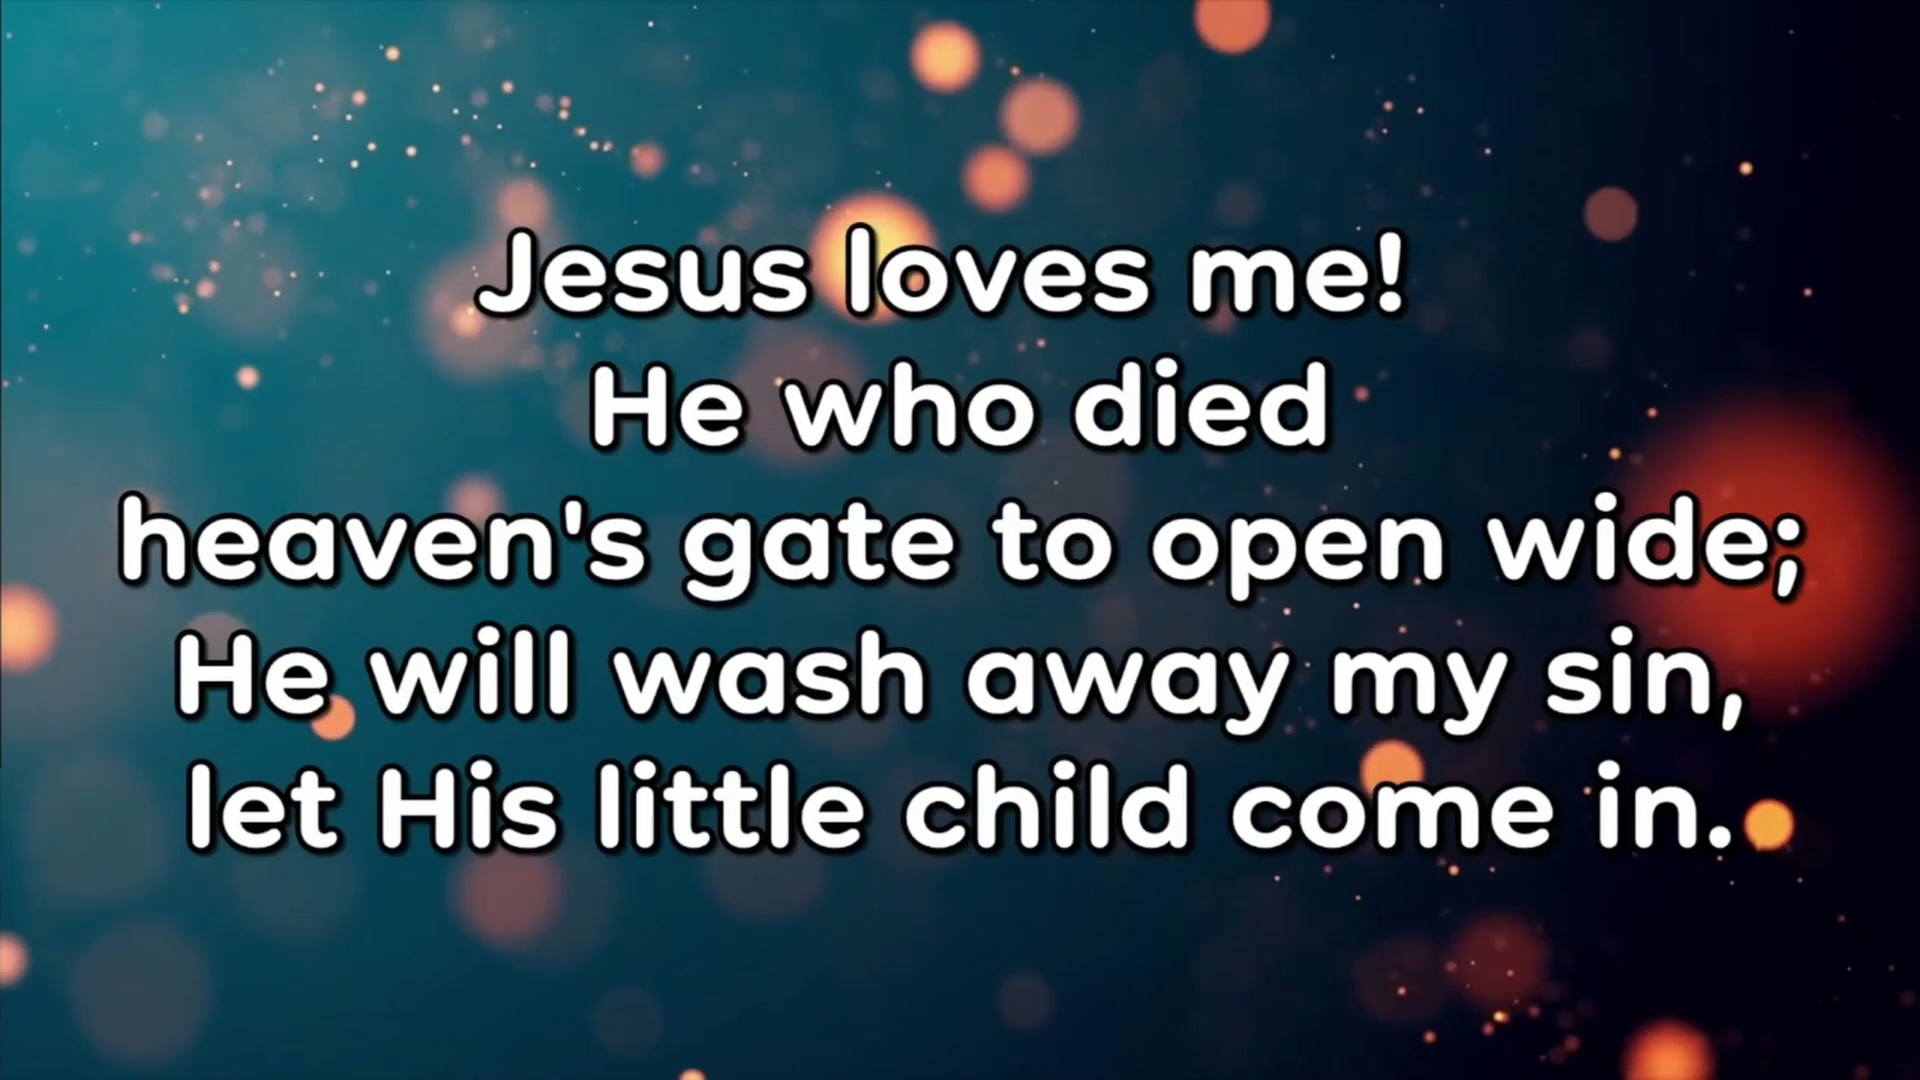 Jesus loves me!
He who died
heaven's gate to open wide;
He will wash away my sin,
let His little child come in.